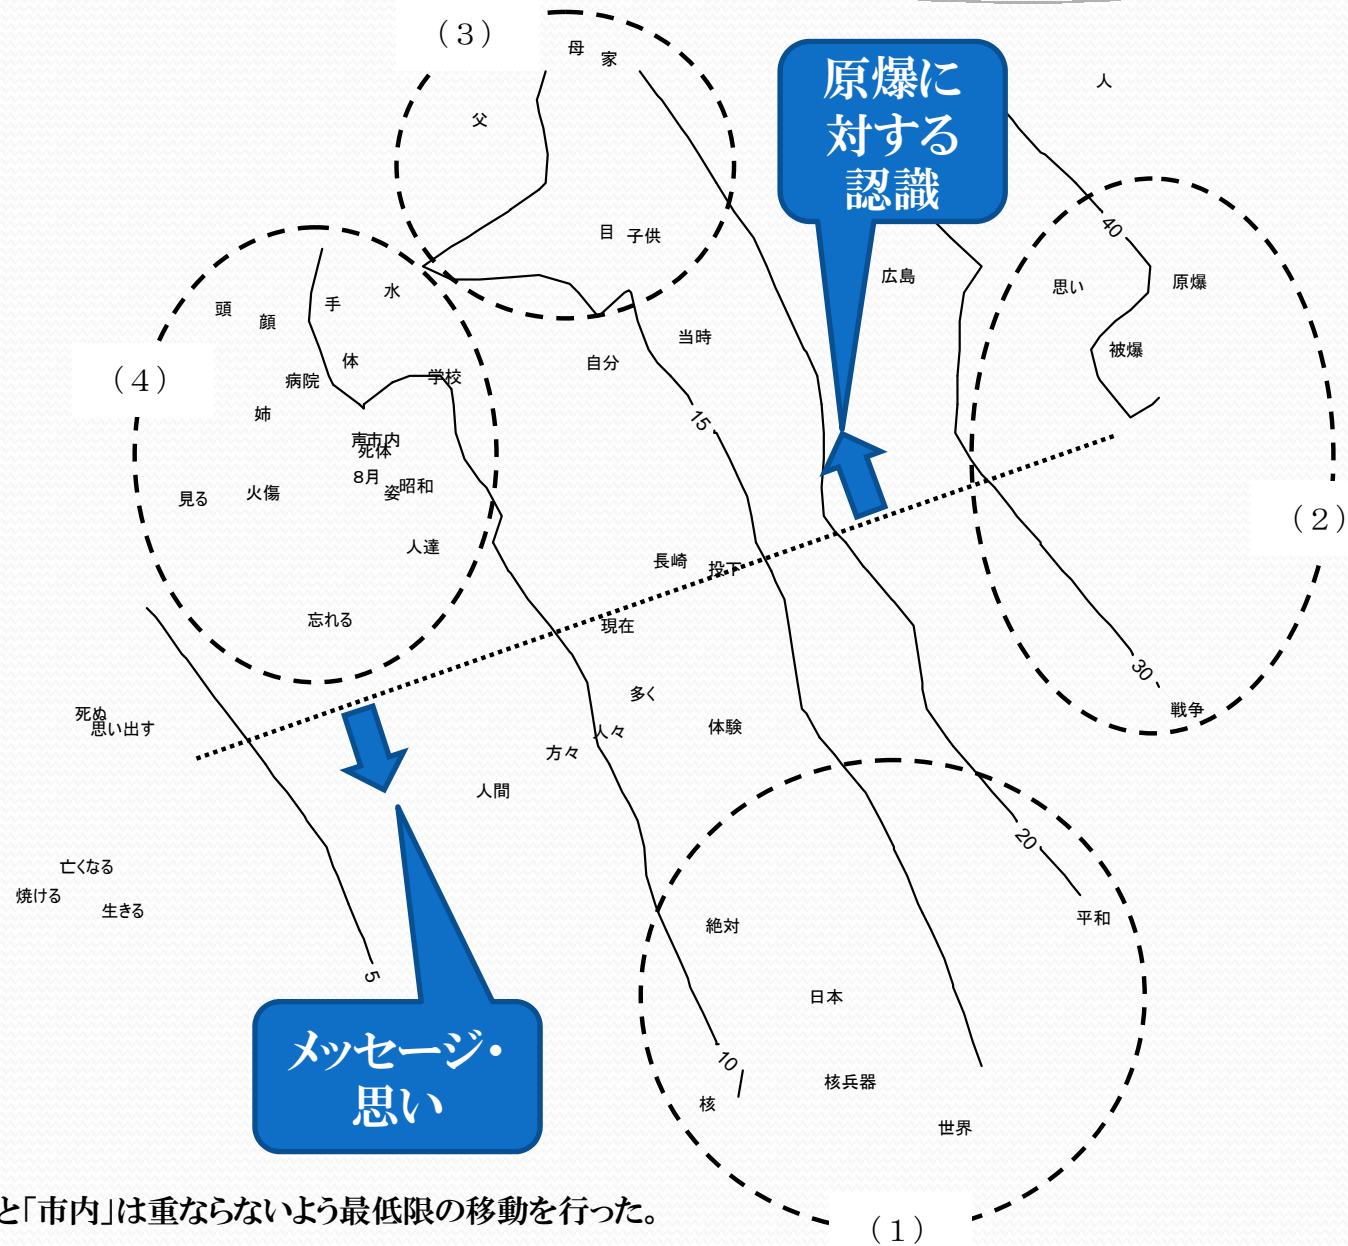 （３）
母
家
原爆に
対する
認識
人
父
40
目
子供
広島
思い
原爆
頭
顔
手
水
当時
被爆
自分
体
（４）
病院
学校
姉
15
声
市内
死体
8月
姿
昭和
見る
火傷
（２）
人達
長崎
投下
忘れる
現在
30
多く
戦争
死ぬ
思い出す
体験
人々
方々
人間
20
亡くなる
焼ける
生きる
平和
絶対
5
日本
メッセージ・
思い
10
核兵器
核
世界
と「市内」は重ならないよう最低限の移動を行った。
（１）